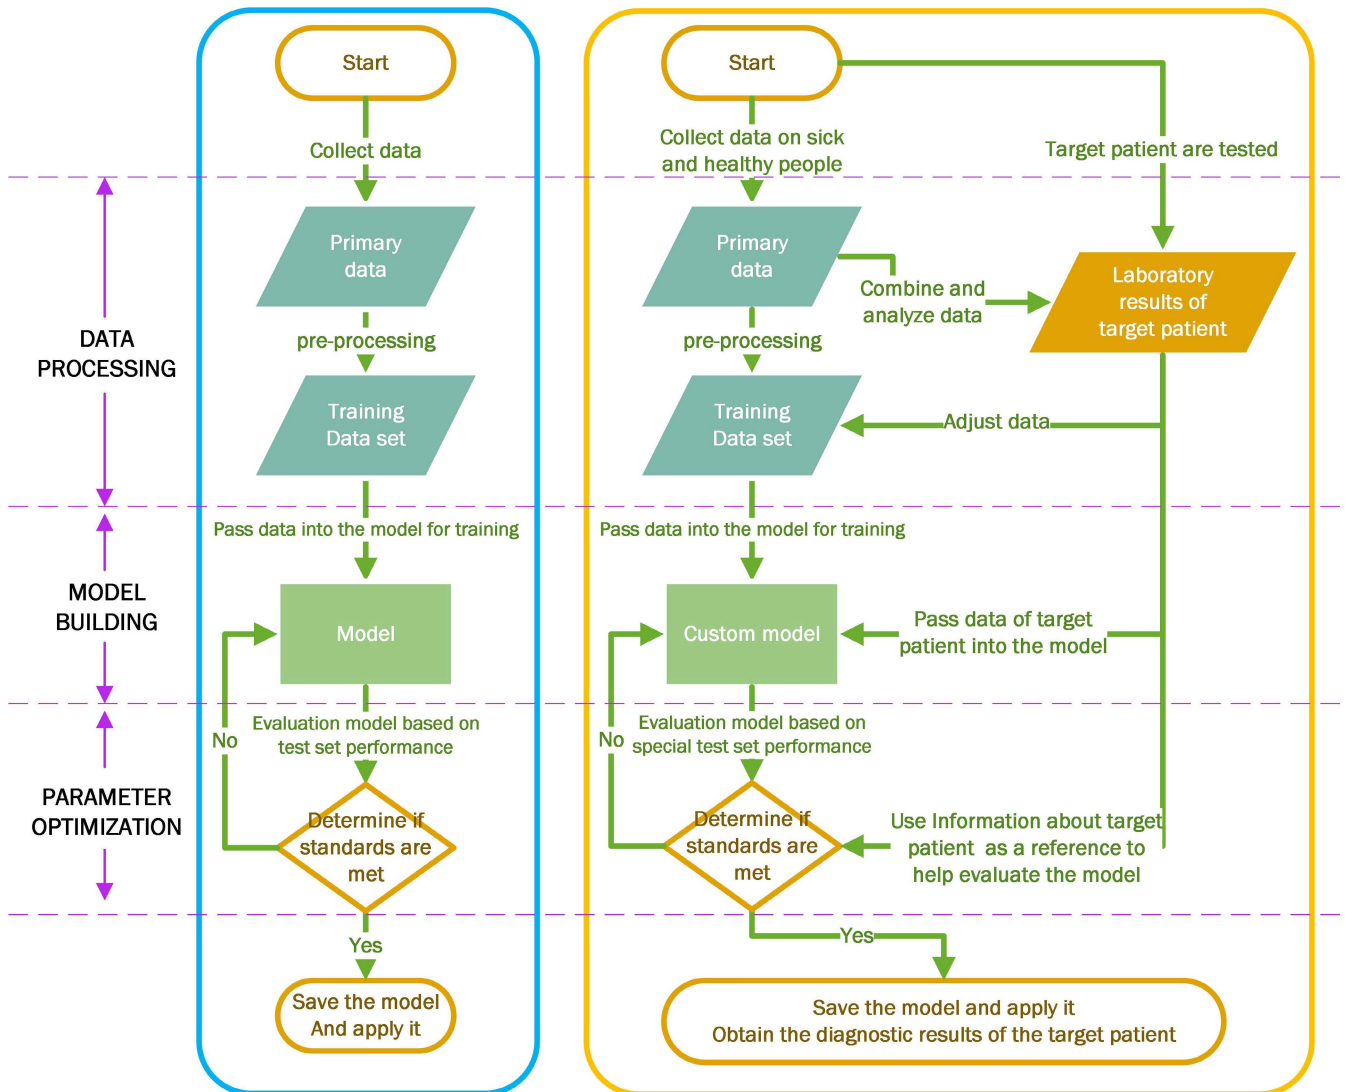 Start
Collect data
Primary
data
pre-processing
Training
Data set
Pass data into the model for training
Model
Evaluation model based on
test set performance
No
Determine if
standards are
met
Yes
Save the model
And apply it
Start
Collect data on sick
and healthy people
Target patient are tested
Primary
data
Combine and
analyze data
Laboratory
results of
target patient
pre-processing
Training
Data set
Adjust data
Pass data into the model for training
Custom model
Pass data of target
patient into the model
Evaluation model based on
special test set performance
No
Determine if
standards are
met
Use Information about target
patient as a reference to
help evaluate the model
Yes
Save the model and apply it
Obtain the diagnostic results of the target patient
DATA
PROCESSING
MODEL
BUILDING
PARAMETER
OPTIMIZATION